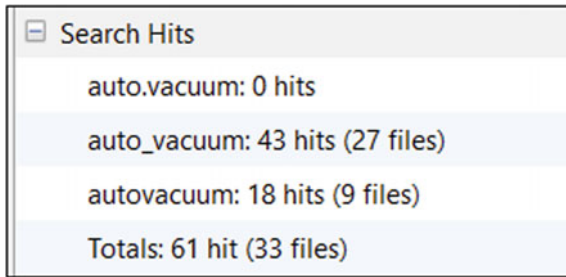 Search Hits
auto.vacuum: 0 hits
auto_vacuum: 43 hits (27 files)
autovacuum: 18 hits (9 files)
Totals: 61 hit (33 files)